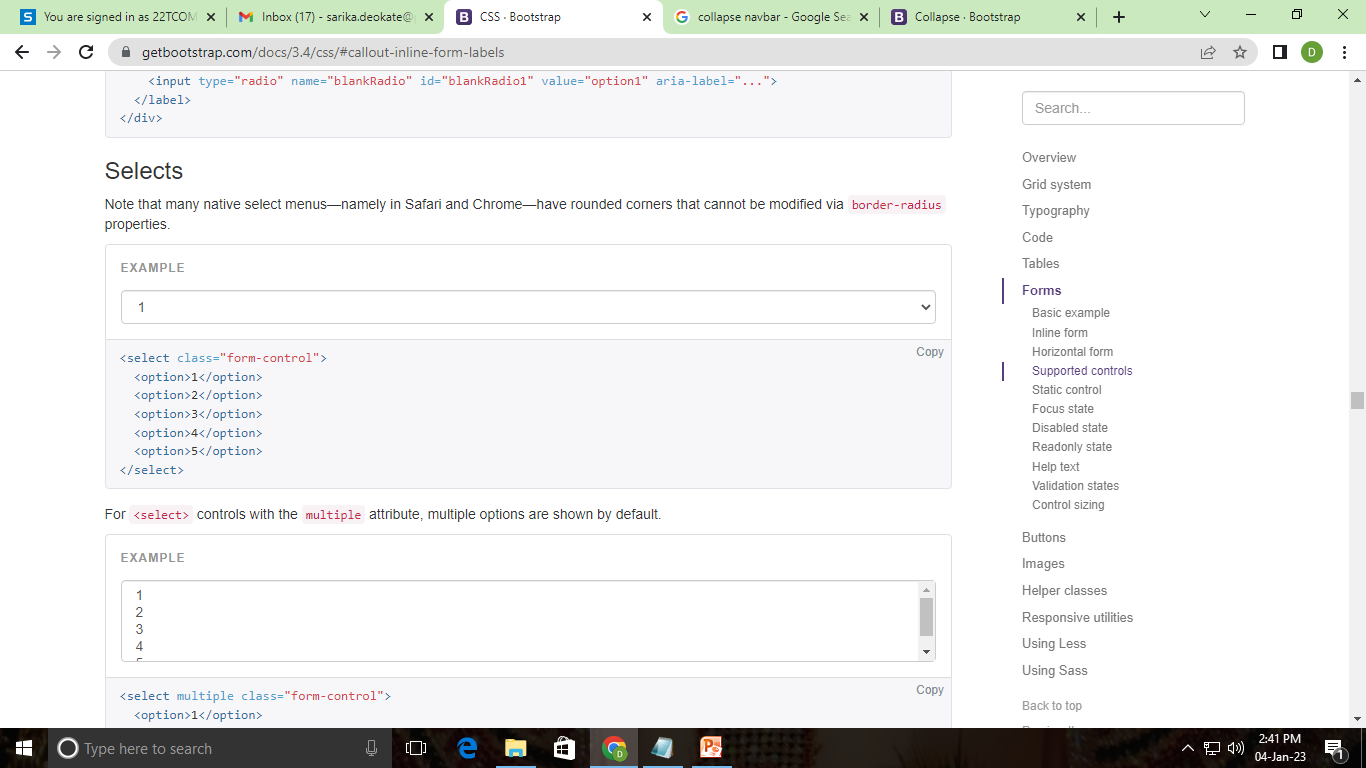 You are signed in as 22TCOM
Inbox (17) - sarika.deokate@
CSS · Bootstrap
collapse navbar - Google Sea
Collapse · Bootstrap
getbootstrap.com/docs/3.4/css/#callout-inline-form-labels
D
<input type="radio" name="blankRadio" id="blankRadio1" value="option1" aria-label="...">
</label>
</div>
Selects
Note that many native select menus—namely in Safari and Chrome—have rounded corners that cannot be modified via border-radius
properties.
EXAMPLE
1
Copy
<select class="form-control">
<option>1</option>
<option>2</option>
<option>3</option>
<option>4</option>
<option>5</option>
</select>
For <select> controls with the multiple attribute, multiple options are shown by default.
EXAMPLE
1
2
3
4
Copy
<select multiple class="form-control">
<option>1</option>
Search...
Overview
Grid system
Typography
Code
Tables
Forms
Basic example
Inline form
Horizontal form
Supported controls
Static control
Focus state
Disabled state
Readonly state
Help text
Validation states
Control sizing
Buttons
Images
Helper classes
Responsive utilities
Using Less
Using Sass
Back to top
Type here to search
2:41 PM
04-Jan-23
1